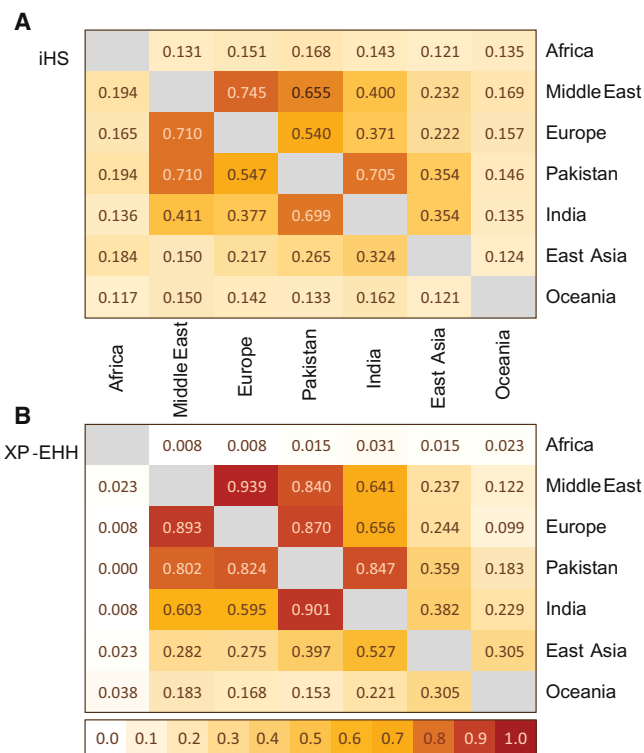 A
iHS
0.131 0.151 0.168 0.143 0.121 0.135 Africa
0.194 0.745 0.655 0.400 0.232 0.169 Middle East
0.165 0.710 0.540 0.371 0.222 0.157 Europe
0.194 0.710 0.547 0.705 0.354 0.146 Pakistan
0.136 0.411 0.377 0.699 0.354 0.135 India
0.184 0.150 0.217 0.265 0.324 0.124 East Asia
0.117 0.150 0.142 0.133 0.162 0.121 Oceania
Africa Middle East Europe Pakistan India East Asia Oceania
B
XP-EHH
0.008 0.008 0.015 0.031 0.015 0.023 Africa
0.023 0.939 0.840 0.641 0.237 0.122 Middle East
0.008 0.893 0.870 0.656 0.244 0.099 Europe
0.000 0.802 0.824 0.847 0.359 0.183 Pakistan
0.008 0.603 0.595 0.901 0.382 0.229 India
0.023 0.282 0.275 0.397 0.527 0.305 East Asia
0.038 0.183 0.168 0.153 0.221 0.305 Oceania
0.0 0.1 0.2 0.3 0.4 0.5 0.6 0.7 0.8 0.9 1.0